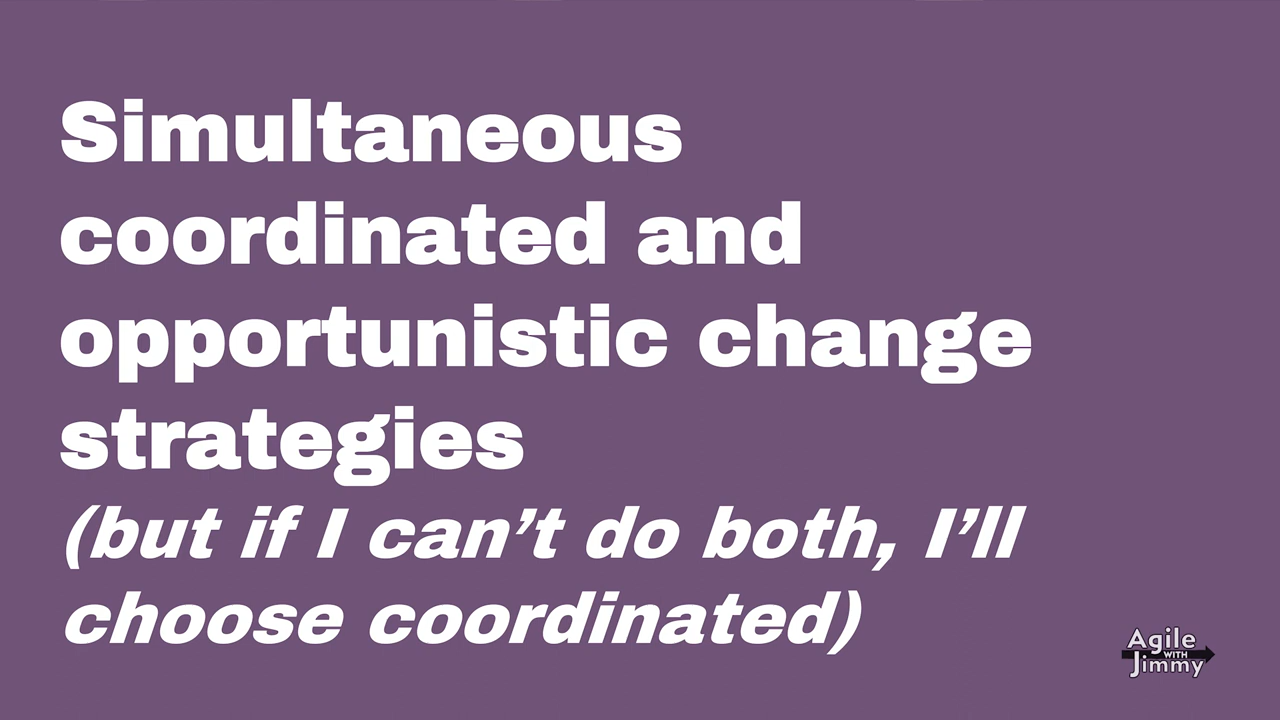 Simultaneous
coordinated and
opportunistic change
strategies
(but if I can’t do both, I’ll
choose coordinated)
Agile
WITH
Jimmy